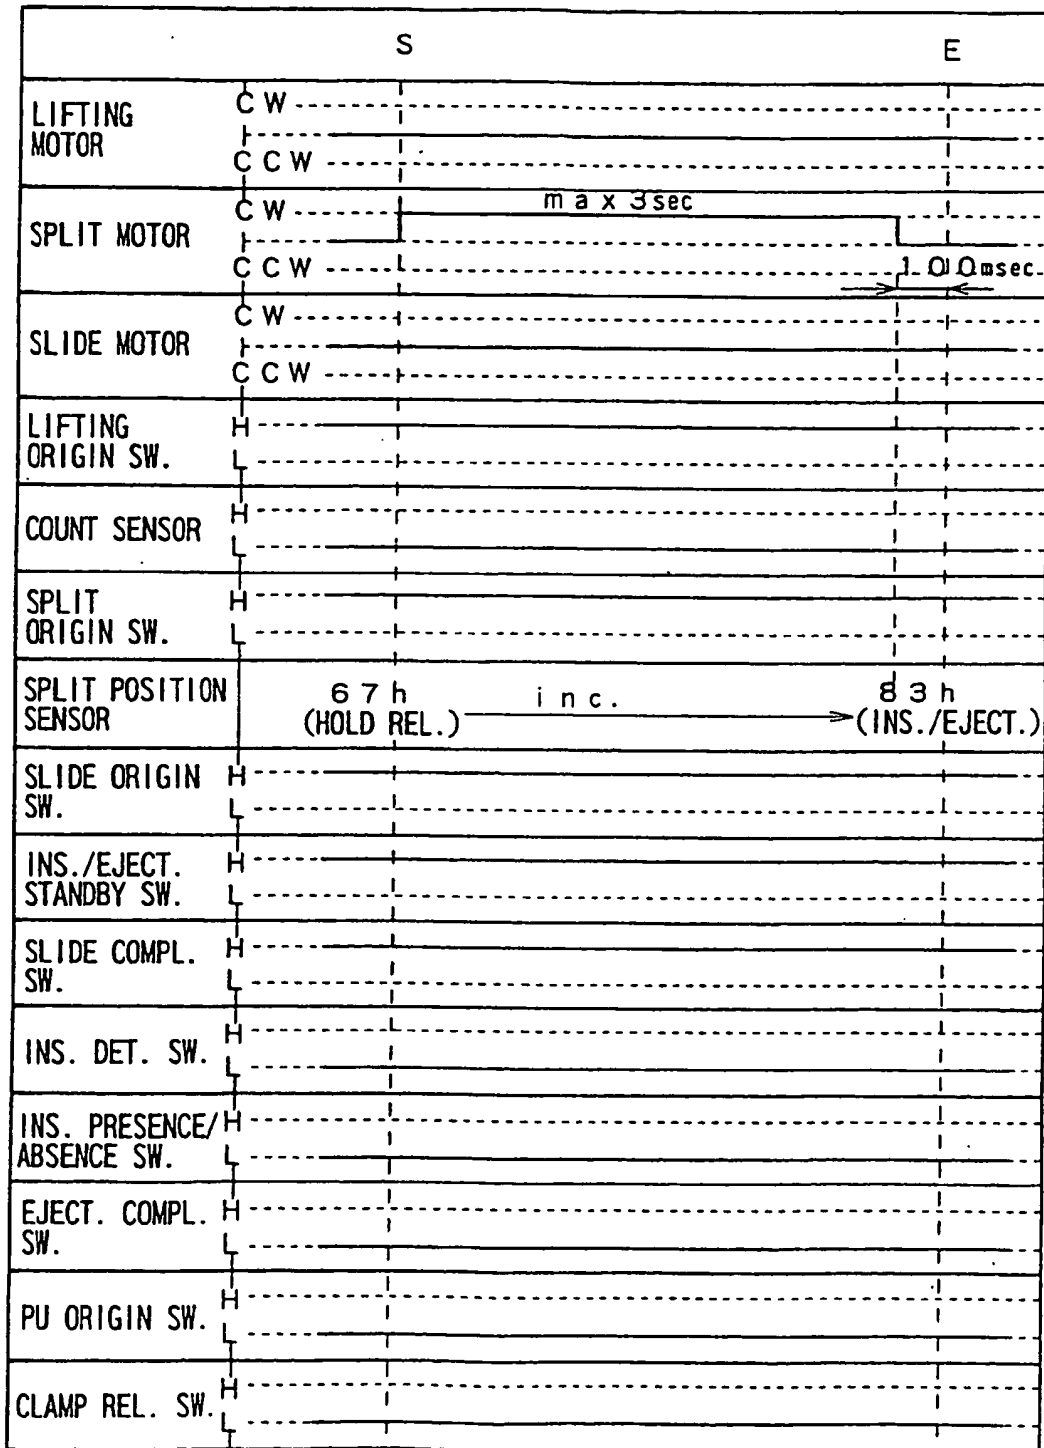 S E
LIFTING
MOTOR
CW
CCW
SPLIT MOTOR
CW
CCW
max 3sec
100msec
SLIDE MOTOR
CW
CCW
LIFTING
ORIGIN SW.
H
L
COUNT SENSOR
H
L
SPLIT
ORIGIN SW.
H
L
SPLIT POSITION
SENSOR
67h
(HOLD REL.)
inc.
83h
(INS./EJECT.)
SLIDE ORIGIN
SW.
H
L
INS./EJECT.
STANDBY SW.
H
L
SLIDE COMPL.
SW.
H
L
INS. DET. SW.
H
L
INS. PRESENCE/
ABSENCE SW.
H
L
EJECT. COMPL.
SW.
H
L
PU ORIGIN SW.
H
L
CLAMP REL. SW.
H
L